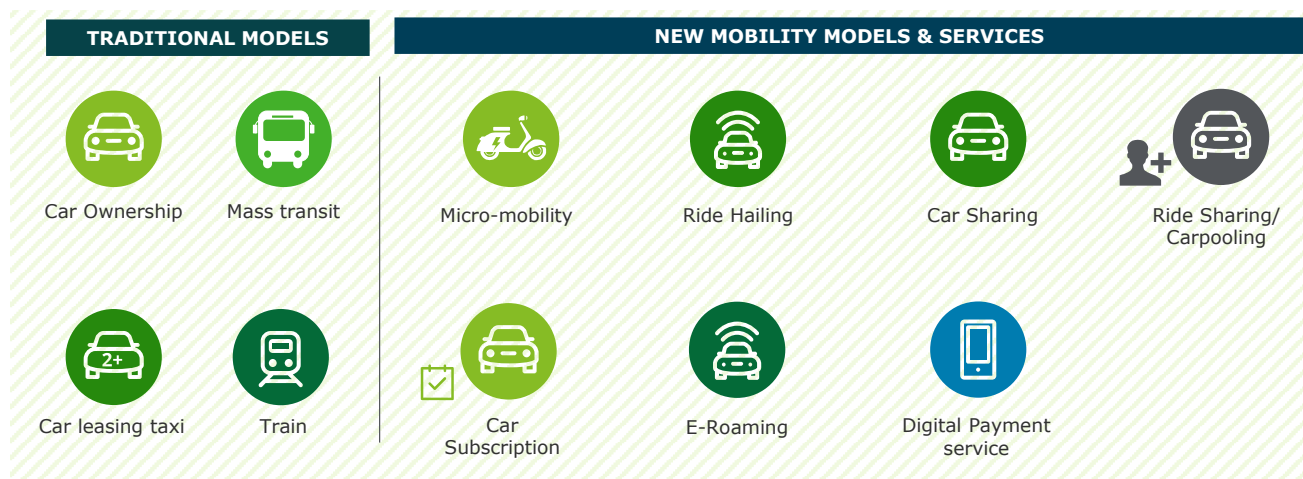 TRADITIONAL MODELS
NEW MOBILITY MODELS & SERVICES
Car Ownership
Mass transit
Micro-mobility
Ride Hailing
Car Sharing
Ride Sharing/
Carpooling
2+
Car leasing taxi
Train
Car
Subscription
E-Roaming
Digital Payment
service